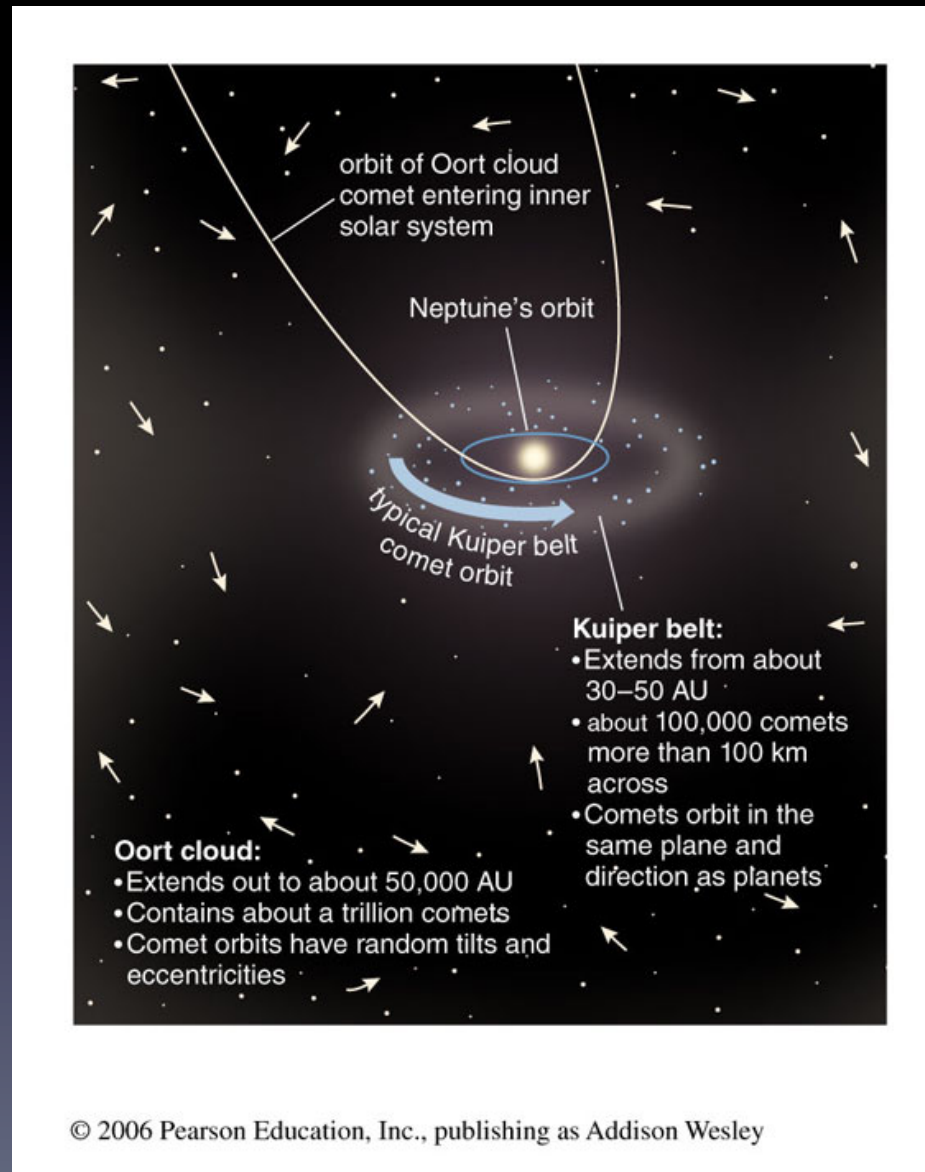 orbit of Oort cloud
comet entering inner
solar system
Neptune's orbit
typical Kuiper belt
comet orbit
Kuiper belt:
•Extends from about
30–50 AU
•about 100,000 comets
more than 100 km
across
•Comets orbit in the
same plane and
direction as planets
Oort cloud:
•Extends out to about 50,000 AU
•Contains about a trillion comets
•Comet orbits have random tilts and
eccentricities
© 2006 Pearson Education, Inc., publishing as Addison Wesley